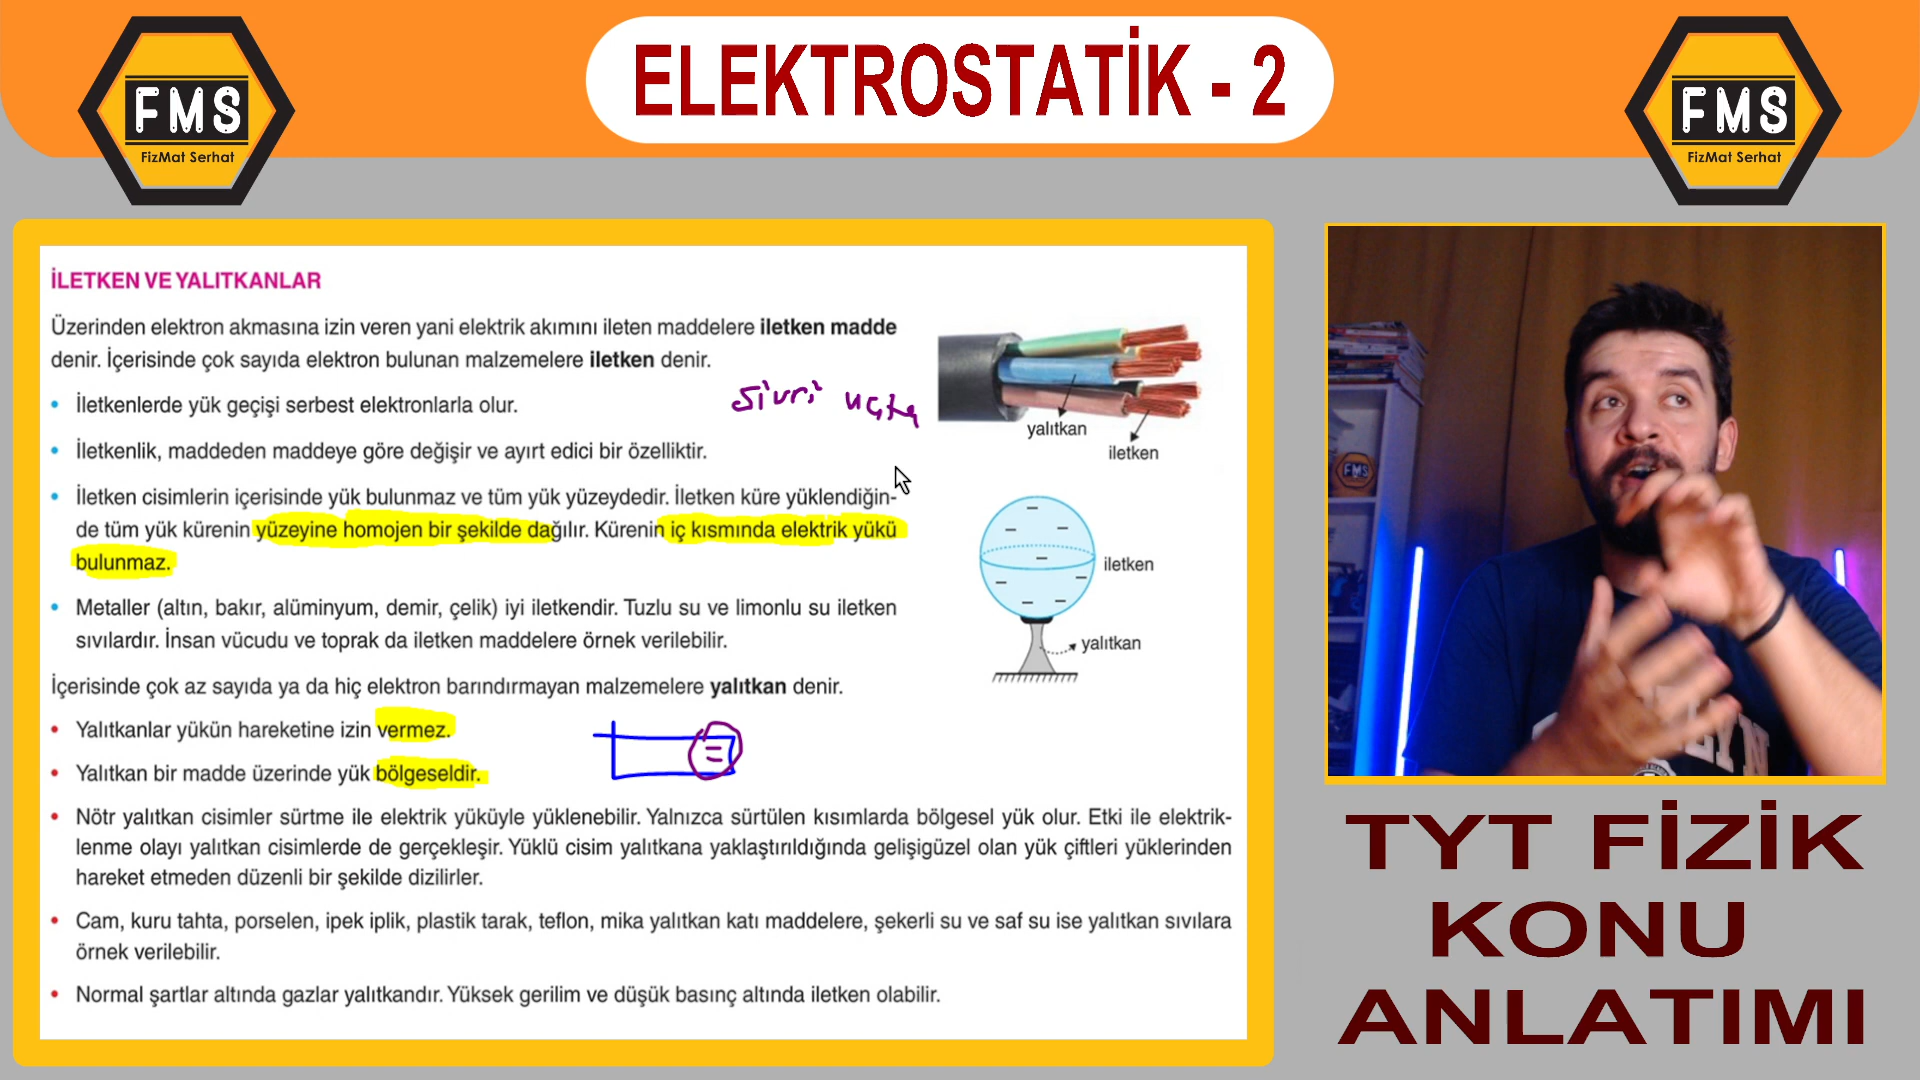 ELEKTROSTATİK - 2
FMS
FizMat Serhat
FMS
FizMat Serhat
İLETKEN VE YALITKANLAR
Üzerinden elektron akmasına izin veren yani elektrik akımını ileten maddelere iletken madde
denir. İçerisinde çok sayıda elektron bulunan malzemelere iletken denir.
• İletkenlerde yük geçişi serbest elektronlarla olur.
sivri uçta
• İletkenlik, maddeden maddeye göre değişir ve ayırt edici bir özelliktir.
• İletken cisimlerin içerisinde yük bulunmaz ve tüm yük yüzeydedir. İletken küre yüklendiğin-
de tüm yük kürenin yüzeyine homojen bir şekilde dağılır. Kürenin iç kısmında elektrik yükü
bulunmaz.
• Metaller (altın, bakır, alüminyum, demir, çelik) iyi iletkendir. Tuzlu su ve limonlu su iletken
sıvılardır. İnsan vücudu ve toprak da iletken maddelere örnek verilebilir.
yalıtkan
iletken
iletken
yalıtkan
İçerisinde çok az sayıda ya da hiç elektron barındırmayan malzemelere yalıtkan denir.
• Yalıtkanlar yükün hareketine izin vermez.
• Yalıtkan bir madde üzerinde yük bölgeseldir.
• Nötr yalıtkan cisimler sürtme ile elektrik yüküyle yüklenebilir. Yalnızca sürtülen kısımlarda bölgesel yük olur. Etki ile elektrik-
lenme olayı yalıtkan cisimlerde de gerçekleşir. Yüklü cisim yalıtkana yaklaştırıldığında gelişigüzel olan yük çiftleri yüklerinden
hareket etmeden düzenli bir şekilde dizilirler.
• Cam, kuru tahta, porselen, ipek iplik, plastik tarak, teflon, mika yalıtkan katı maddelere, şekerli su ve saf su ise yalıtkan sıvılara
örnek verilebilir.
• Normal şartlar altında gazlar yalıtkandır. Yüksek gerilim ve düşük basınç altında iletken olabilir.
FMS
TYT FİZİK
KONU
ANLATIMI